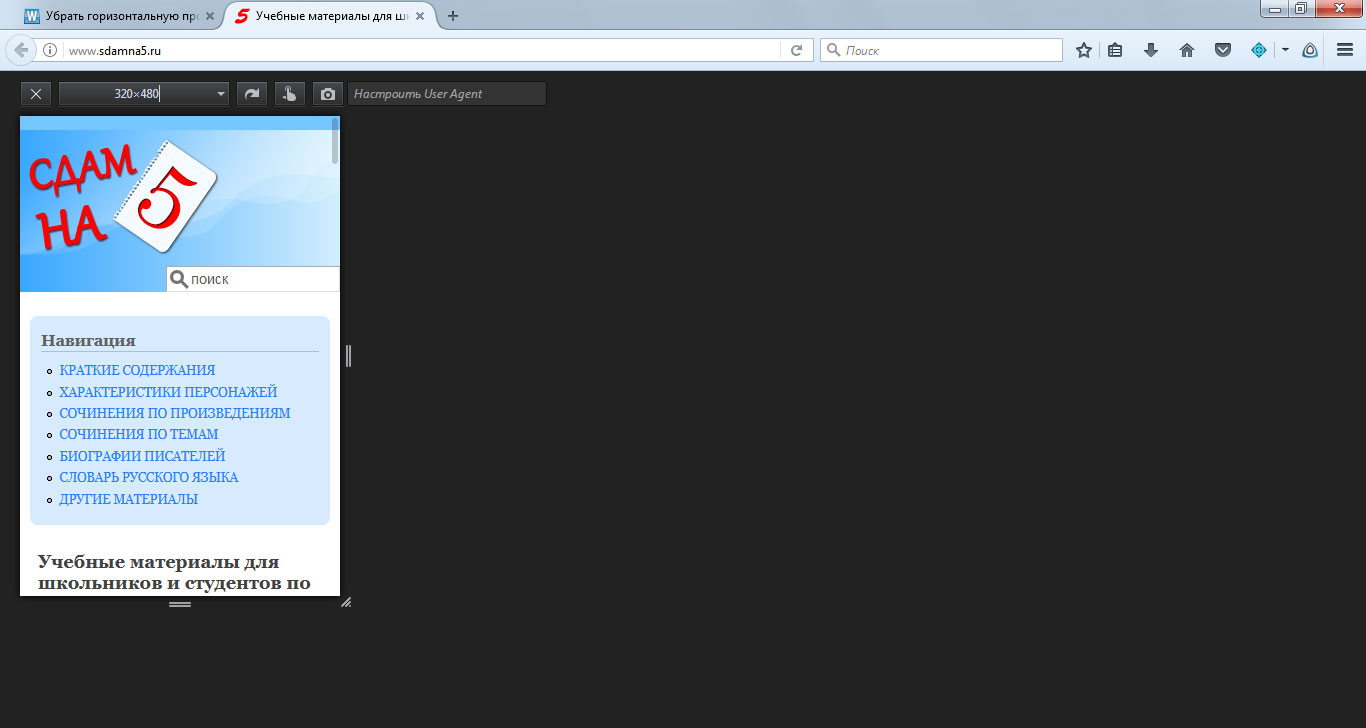 Убрать горизонтальную про
Учебные материалы для шк
www.sdamna5.ru
Поиск
320×480
Настроить User Agent
СДАМ
НА
5
поиск
Навигация
КРАТКИЕ СОДЕРЖАНИЯ
ХАРАКТЕРИСТИКИ ПЕРСОНАЖЕЙ
СОЧИНЕНИЯ ПО ПРОИЗВЕДЕНИЯМ
СОЧИНЕНИЯ ПО ТЕМАМ
БИОГРАФИИ ПИСАТЕЛЕЙ
СЛОВАРЬ РУССКОГО ЯЗЫКА
ДРУГИЕ МАТЕРИАЛЫ
Учебные материалы для
школьников и студентов по